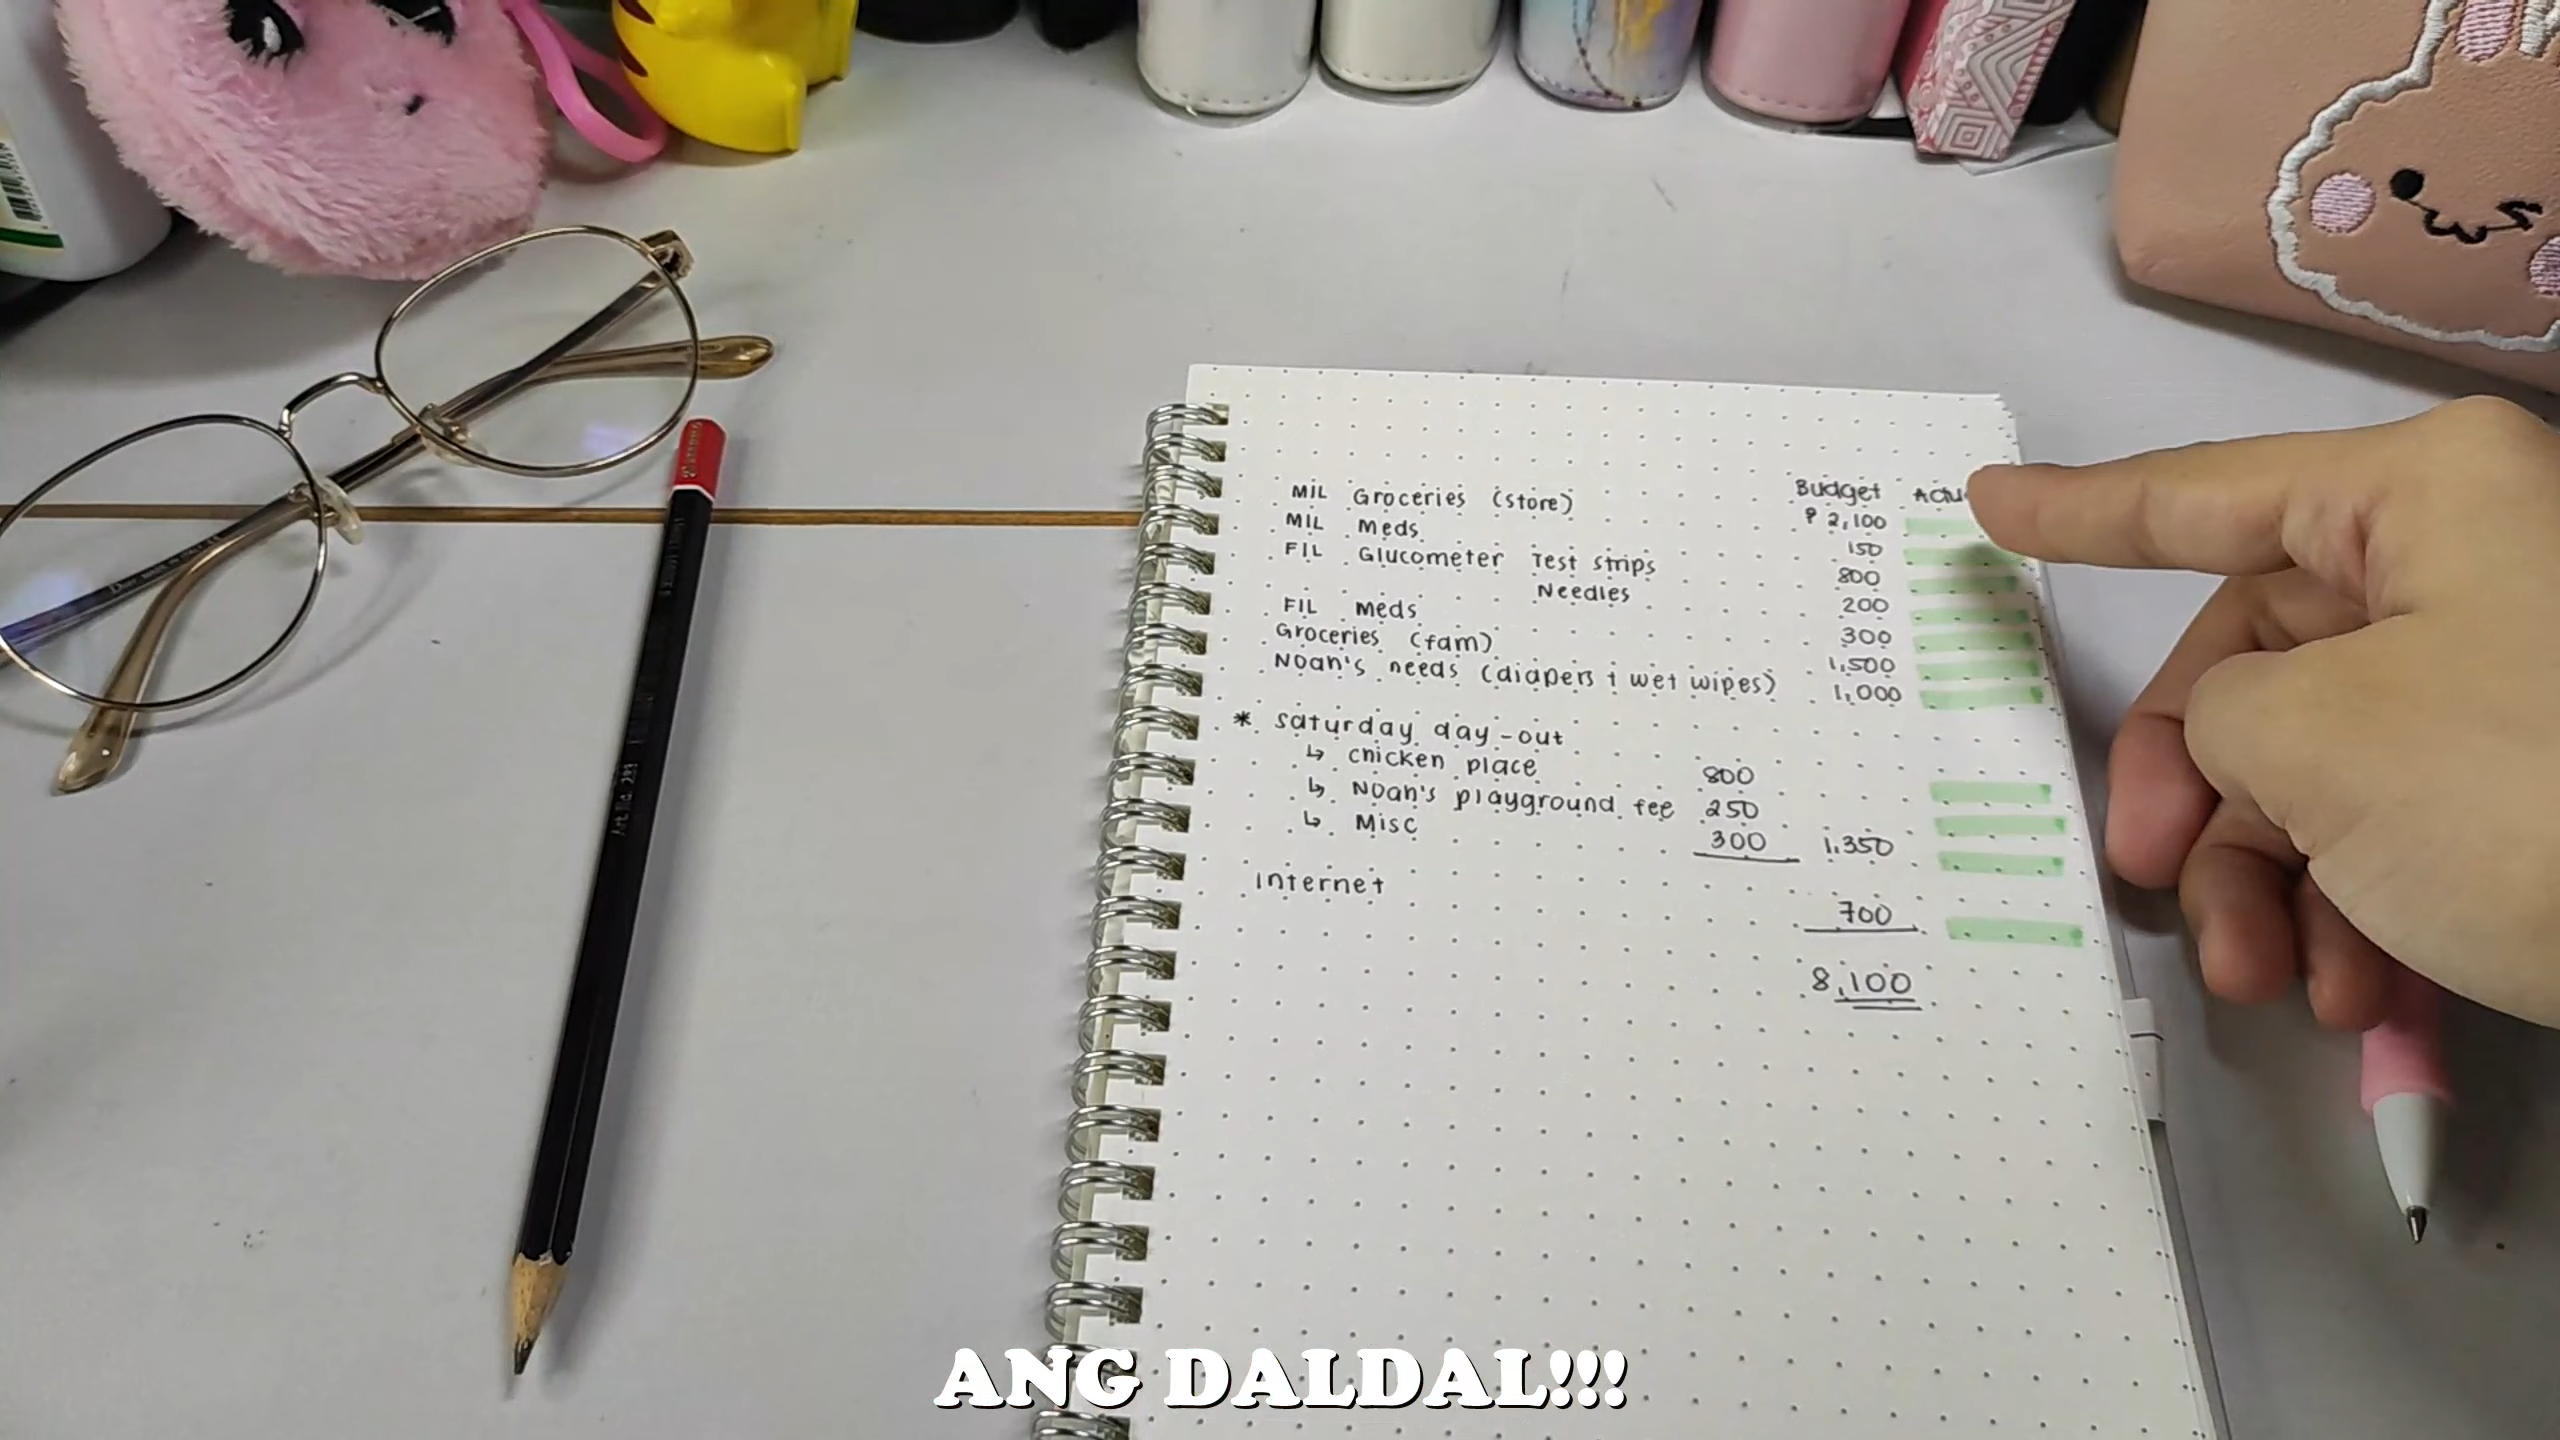 Budget
MIL Groceries (store) ₱ 2,100
MIL Meds 150
FIL Glucometer Test Strips 800
Needles 200
FIL Meds 300
Groceries (fam) 1,500
Noah's needs (diapers + wet wipes) 1,000
* Saturday day-out
↳ chicken place 800
↳ Noah's playground fee 250
↳ Misc 300 1,350
Internet 700
8,100
ANG DALDAL!!!